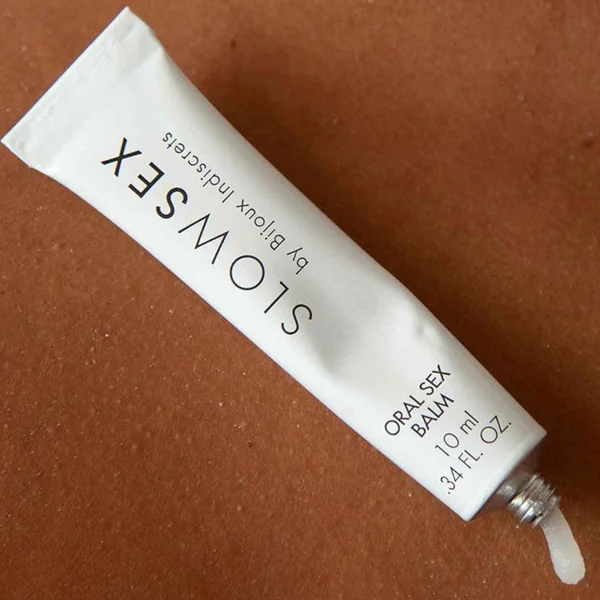 SLOWSEX
by Bijoux Indiscrets
ORAL SEX
BALM
10 ml
.34 FL. OZ.